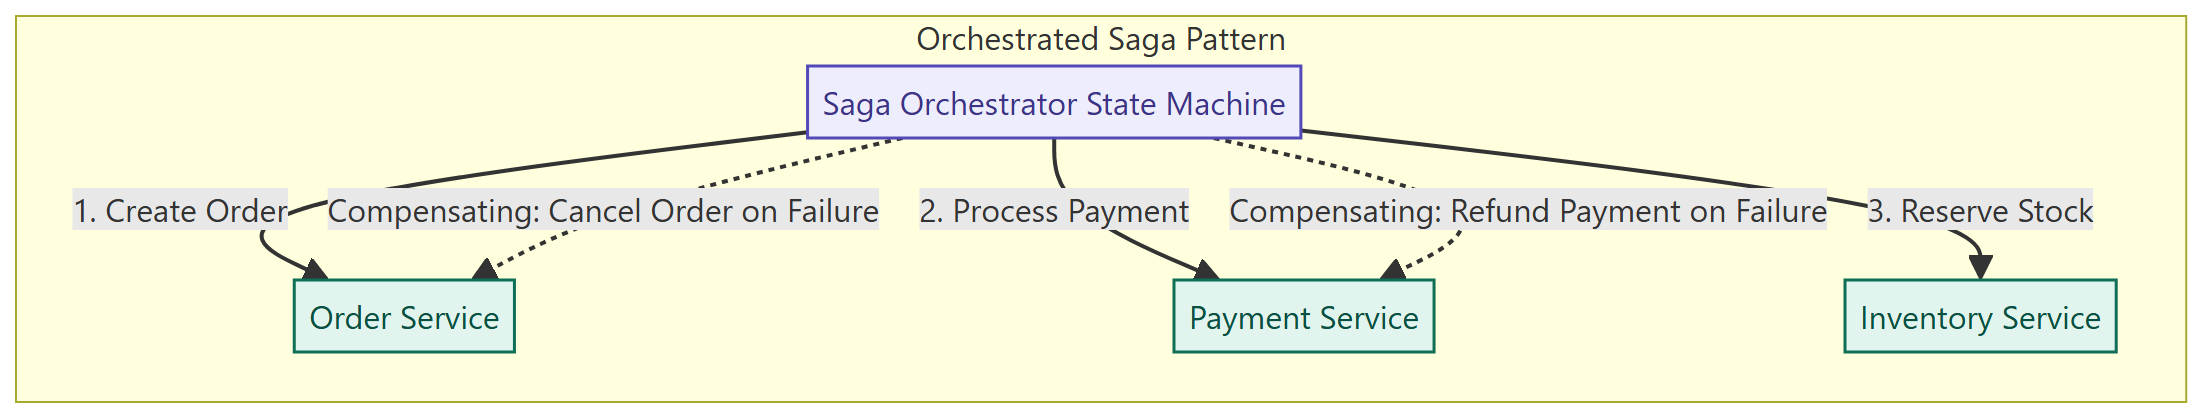 Orchestrated Saga Pattern
Saga Orchestrator State Machine
1. Create Order
Compensating: Cancel Order on Failure
2. Process Payment
Compensating: Refund Payment on Failure
3. Reserve Stock
Order Service
Payment Service
Inventory Service